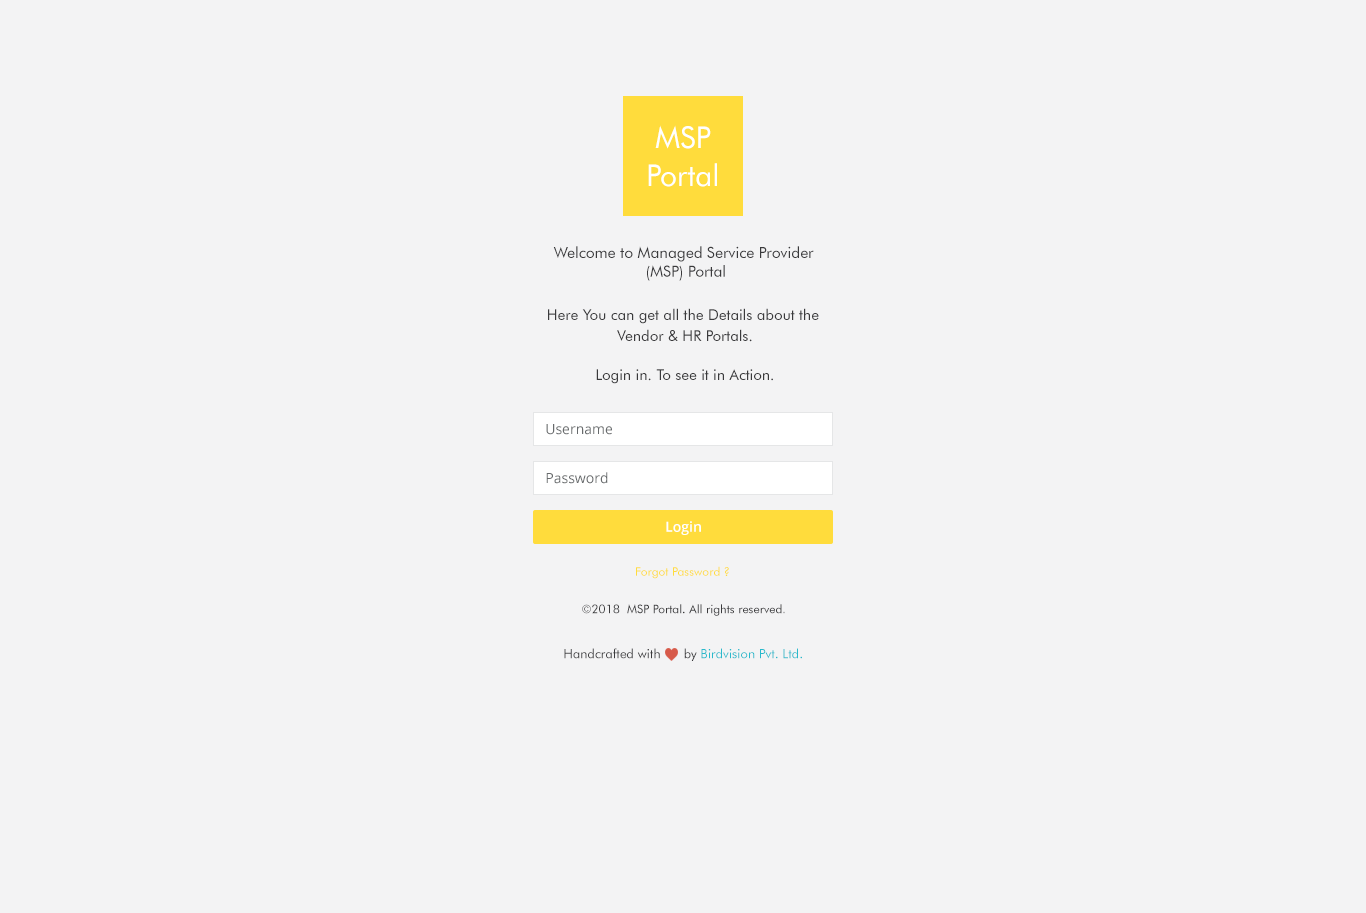 MSP
Portal
Welcome to Managed Service Provider
(MSP) Portal
Here You can get all the Details about the
Vendor & HR Portals.
Login in. To see it in Action.
Username
Password
Login
Forgot Password ?
©2018 MSP Portal. All rights reserved.
Handcrafted with ❤ by Birdvision Pvt. Ltd.